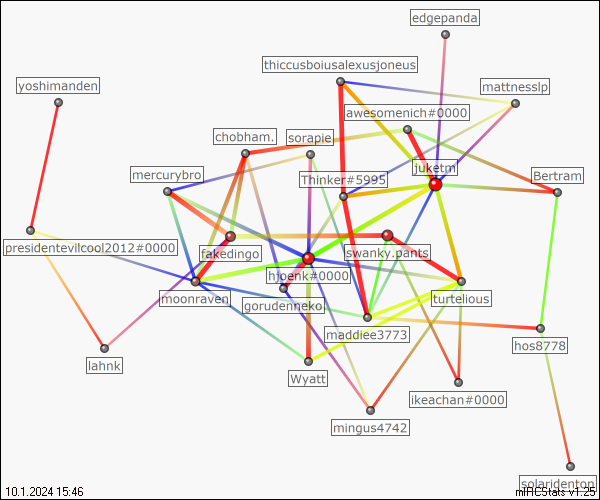 edgepanda
thiccusboiusalexusjoneus
yoshimanden
mattnesslp
awesomenich#0000
chobham.
sorapie
juketm
mercurybro
Thinker#5995
Bertram
presidentevilcool2012#0000
fakedingo
swanky.pants
hjoenk#0000
moonraven
gorudenneko.
turtelious
maddiee3773
hos8778
lahnk
Wyatt
ikeachan#0000
mingus4742
solaridenton
10.1.2024 15:46
mIRCStats v1.25